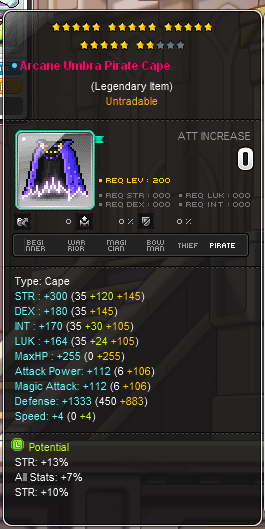 Arcane Umbra Pirate Cape
(Legendary Item)
Untradable
ATT INCREASE
0
REQ LEV : 200
REQ STR : 000 REQ LUK : 000
REQ DEX : 000 REQ INT : 000
0 0 % 0 %
BEGINNER WARRIOR MAGICIAN BOWMAN THIEF PIRATE
Type: Cape
STR : +300 (35 +120 +145)
DEX : +180 (35 +145)
INT : +170 (35 +30 +105)
LUK : +164 (35 +24 +105)
MaxHP : +255 (0 +255)
Attack Power: +112 (6 +106)
Magic Attack: +112 (6 +106)
Defense: +1333 (450 +883)
Speed: +4 (0 +4)
L Potential
STR: +13%
All Stats: +7%
STR: +10%